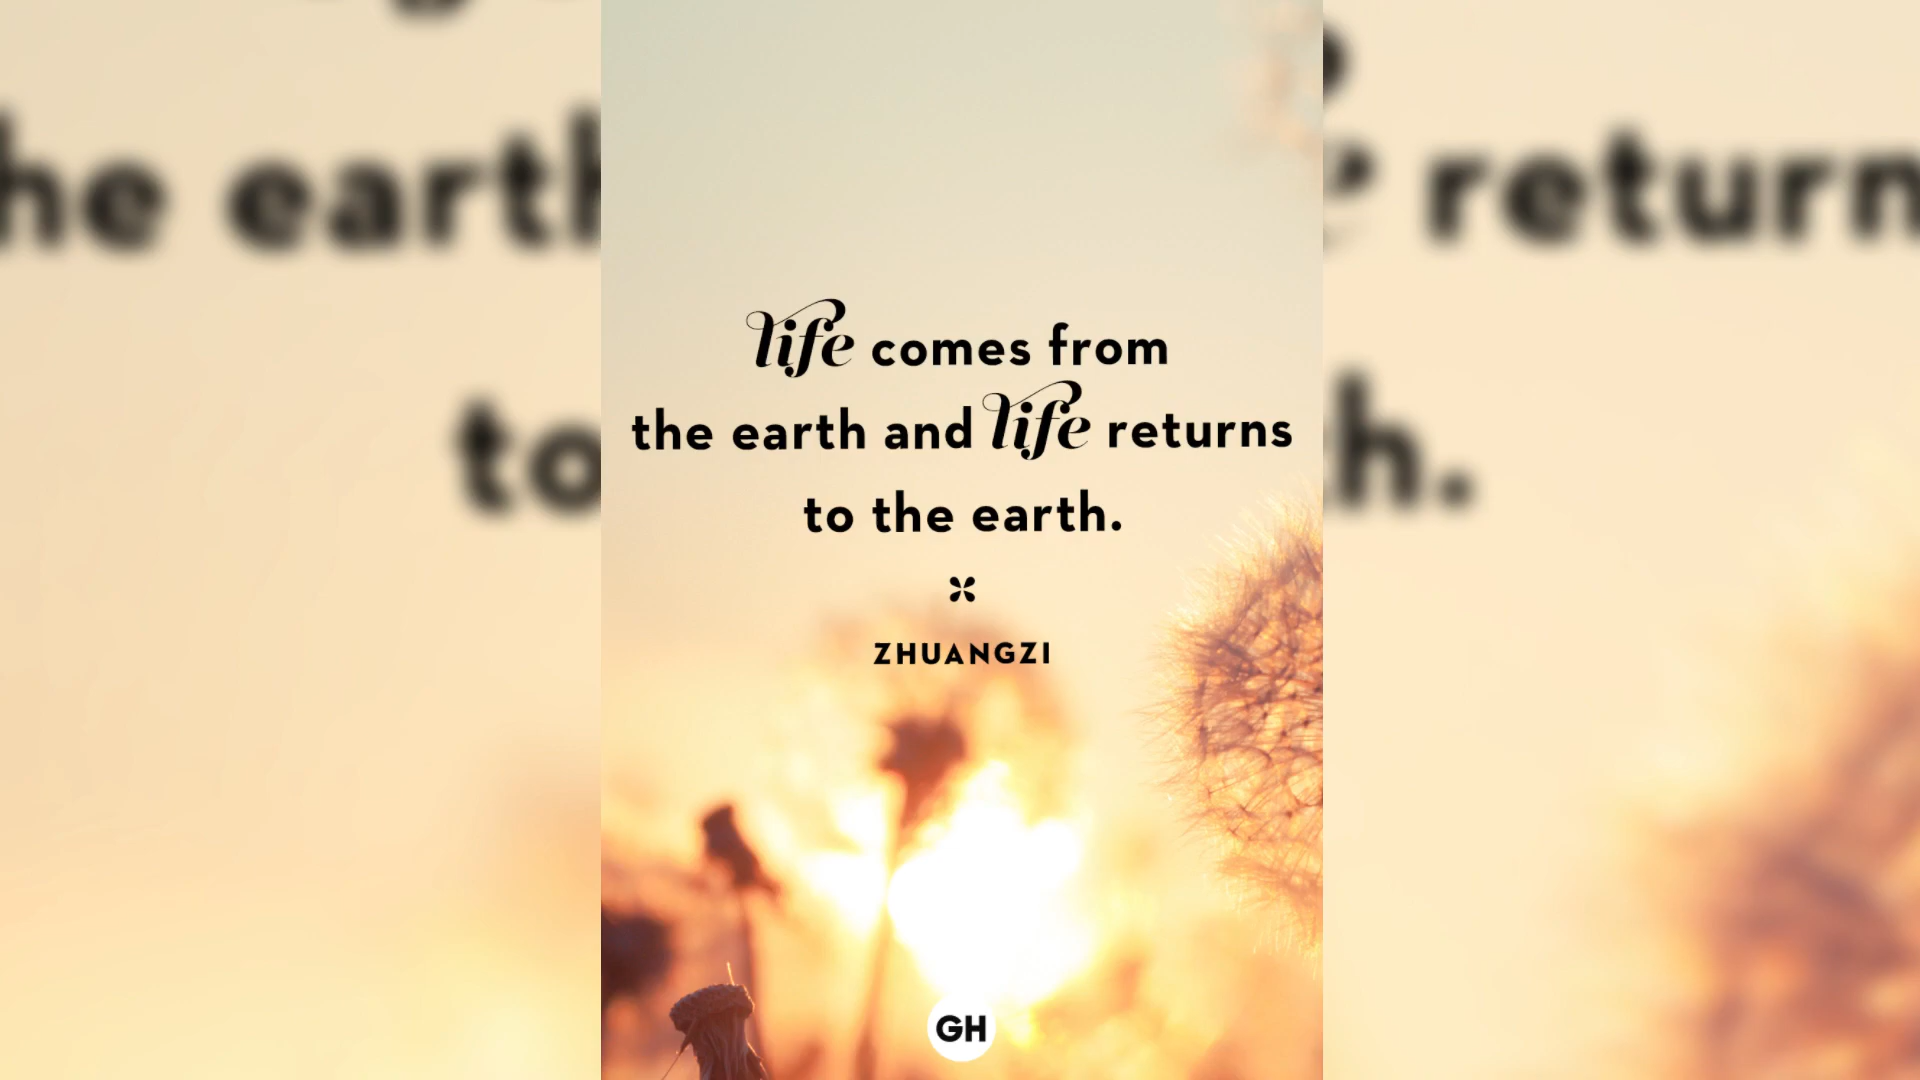 life comes from
the earth and life returns
to the earth.
ZHUANGZI
GH